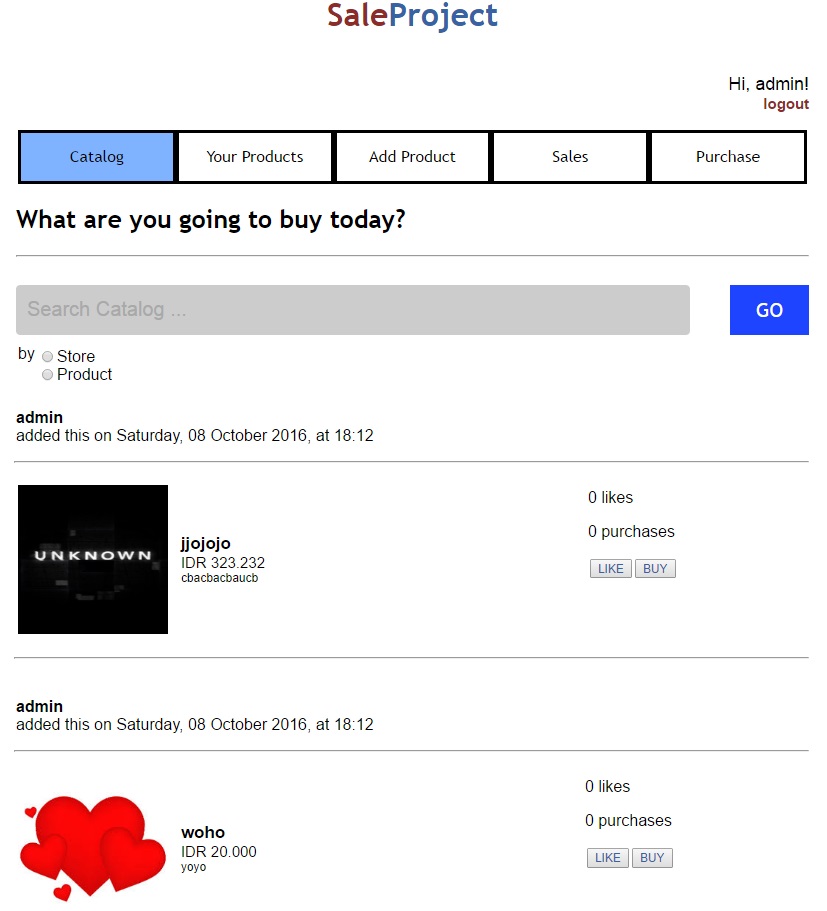 SaleProject
Hi, admin!
logout
Catalog
Your Products
Add Product
Sales
Purchase
What are you going to buy today?
Search Catalog ...
GO
by
Store
Product
admin
added this on Saturday, 08 October 2016, at 18:12
UNKNOWN
jjojojo
IDR 323.232
cbacbacbaucb
0 likes
0 purchases
LIKE
BUY
admin
added this on Saturday, 08 October 2016, at 18:12
woho
IDR 20.000
yoyo
0 likes
0 purchases
LIKE
BUY